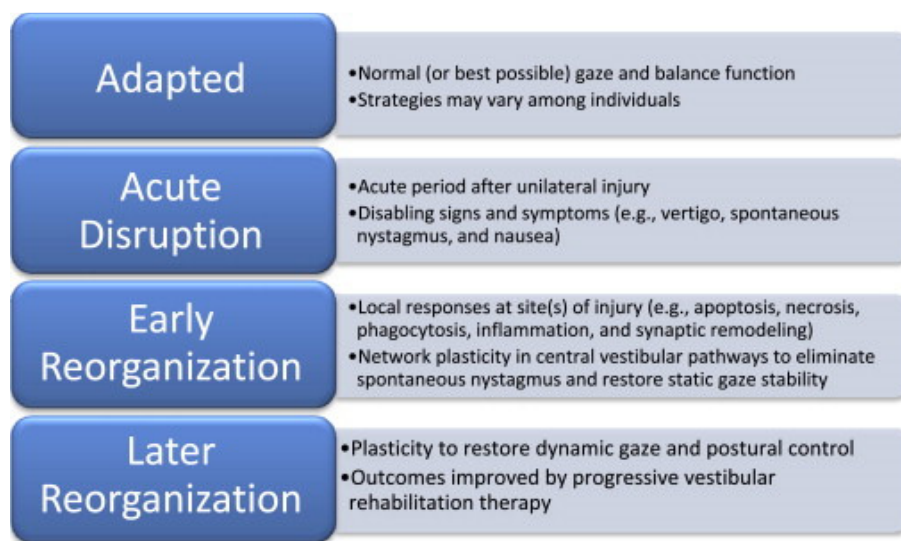 Adapted
•Normal (or best possible) gaze and balance function
•Strategies may vary among individuals
Acute
Disruption
•Acute period after unilateral injury
•Disabling signs and symptoms (e.g., vertigo, spontaneous
nystagmus, and nausea)
Early
Reorganization
•Local responses at site(s) of injury (e.g., apoptosis, necrosis,
phagocytosis, inflammation, and synaptic remodeling)
•Network plasticity in central vestibular pathways to eliminate
spontaneous nystagmus and restore static gaze stability
Later
Reorganization
•Plasticity to restore dynamic gaze and postural control
•Outcomes improved by progressive vestibular
rehabilitation therapy